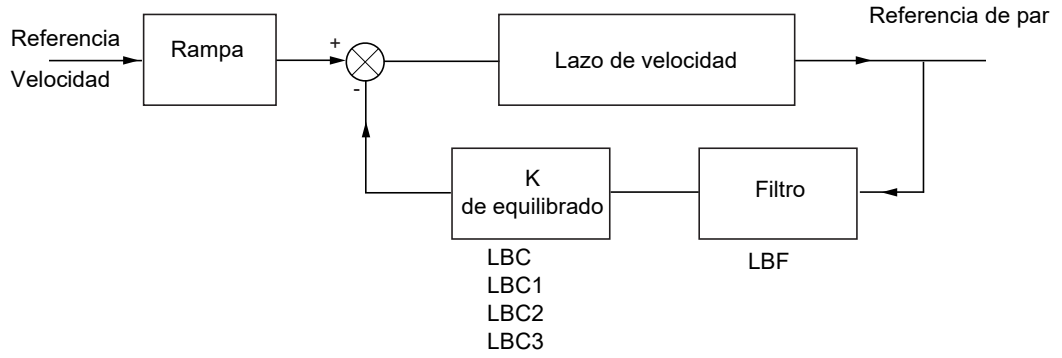 Referencia de par
Referencia
Velocidad
Rampa
+
-
Lazo de velocidad
K
de equilibrado
Filtro
LBC
LBC1
LBC2
LBC3
LBF